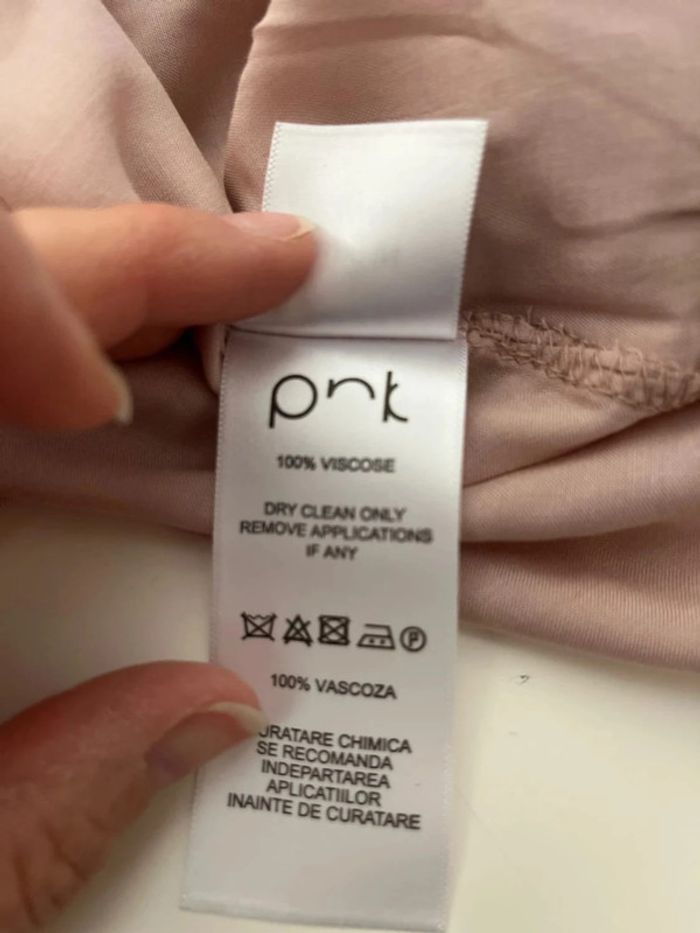 pnk
100% VISCOSE
DRY CLEAN ONLY
REMOVE APPLICATIONS
IF ANY
P
100% VASCOZA
CHIMICA
SE RECOMANDA
INDEPARTAREA
APLICATIILOR
INAINTE DE CURATARE